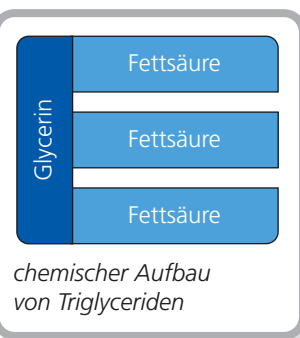 Glycerin
Fettsäure
Fettsäure
Fettsäure
chemischer Aufbau
von Triglyceriden